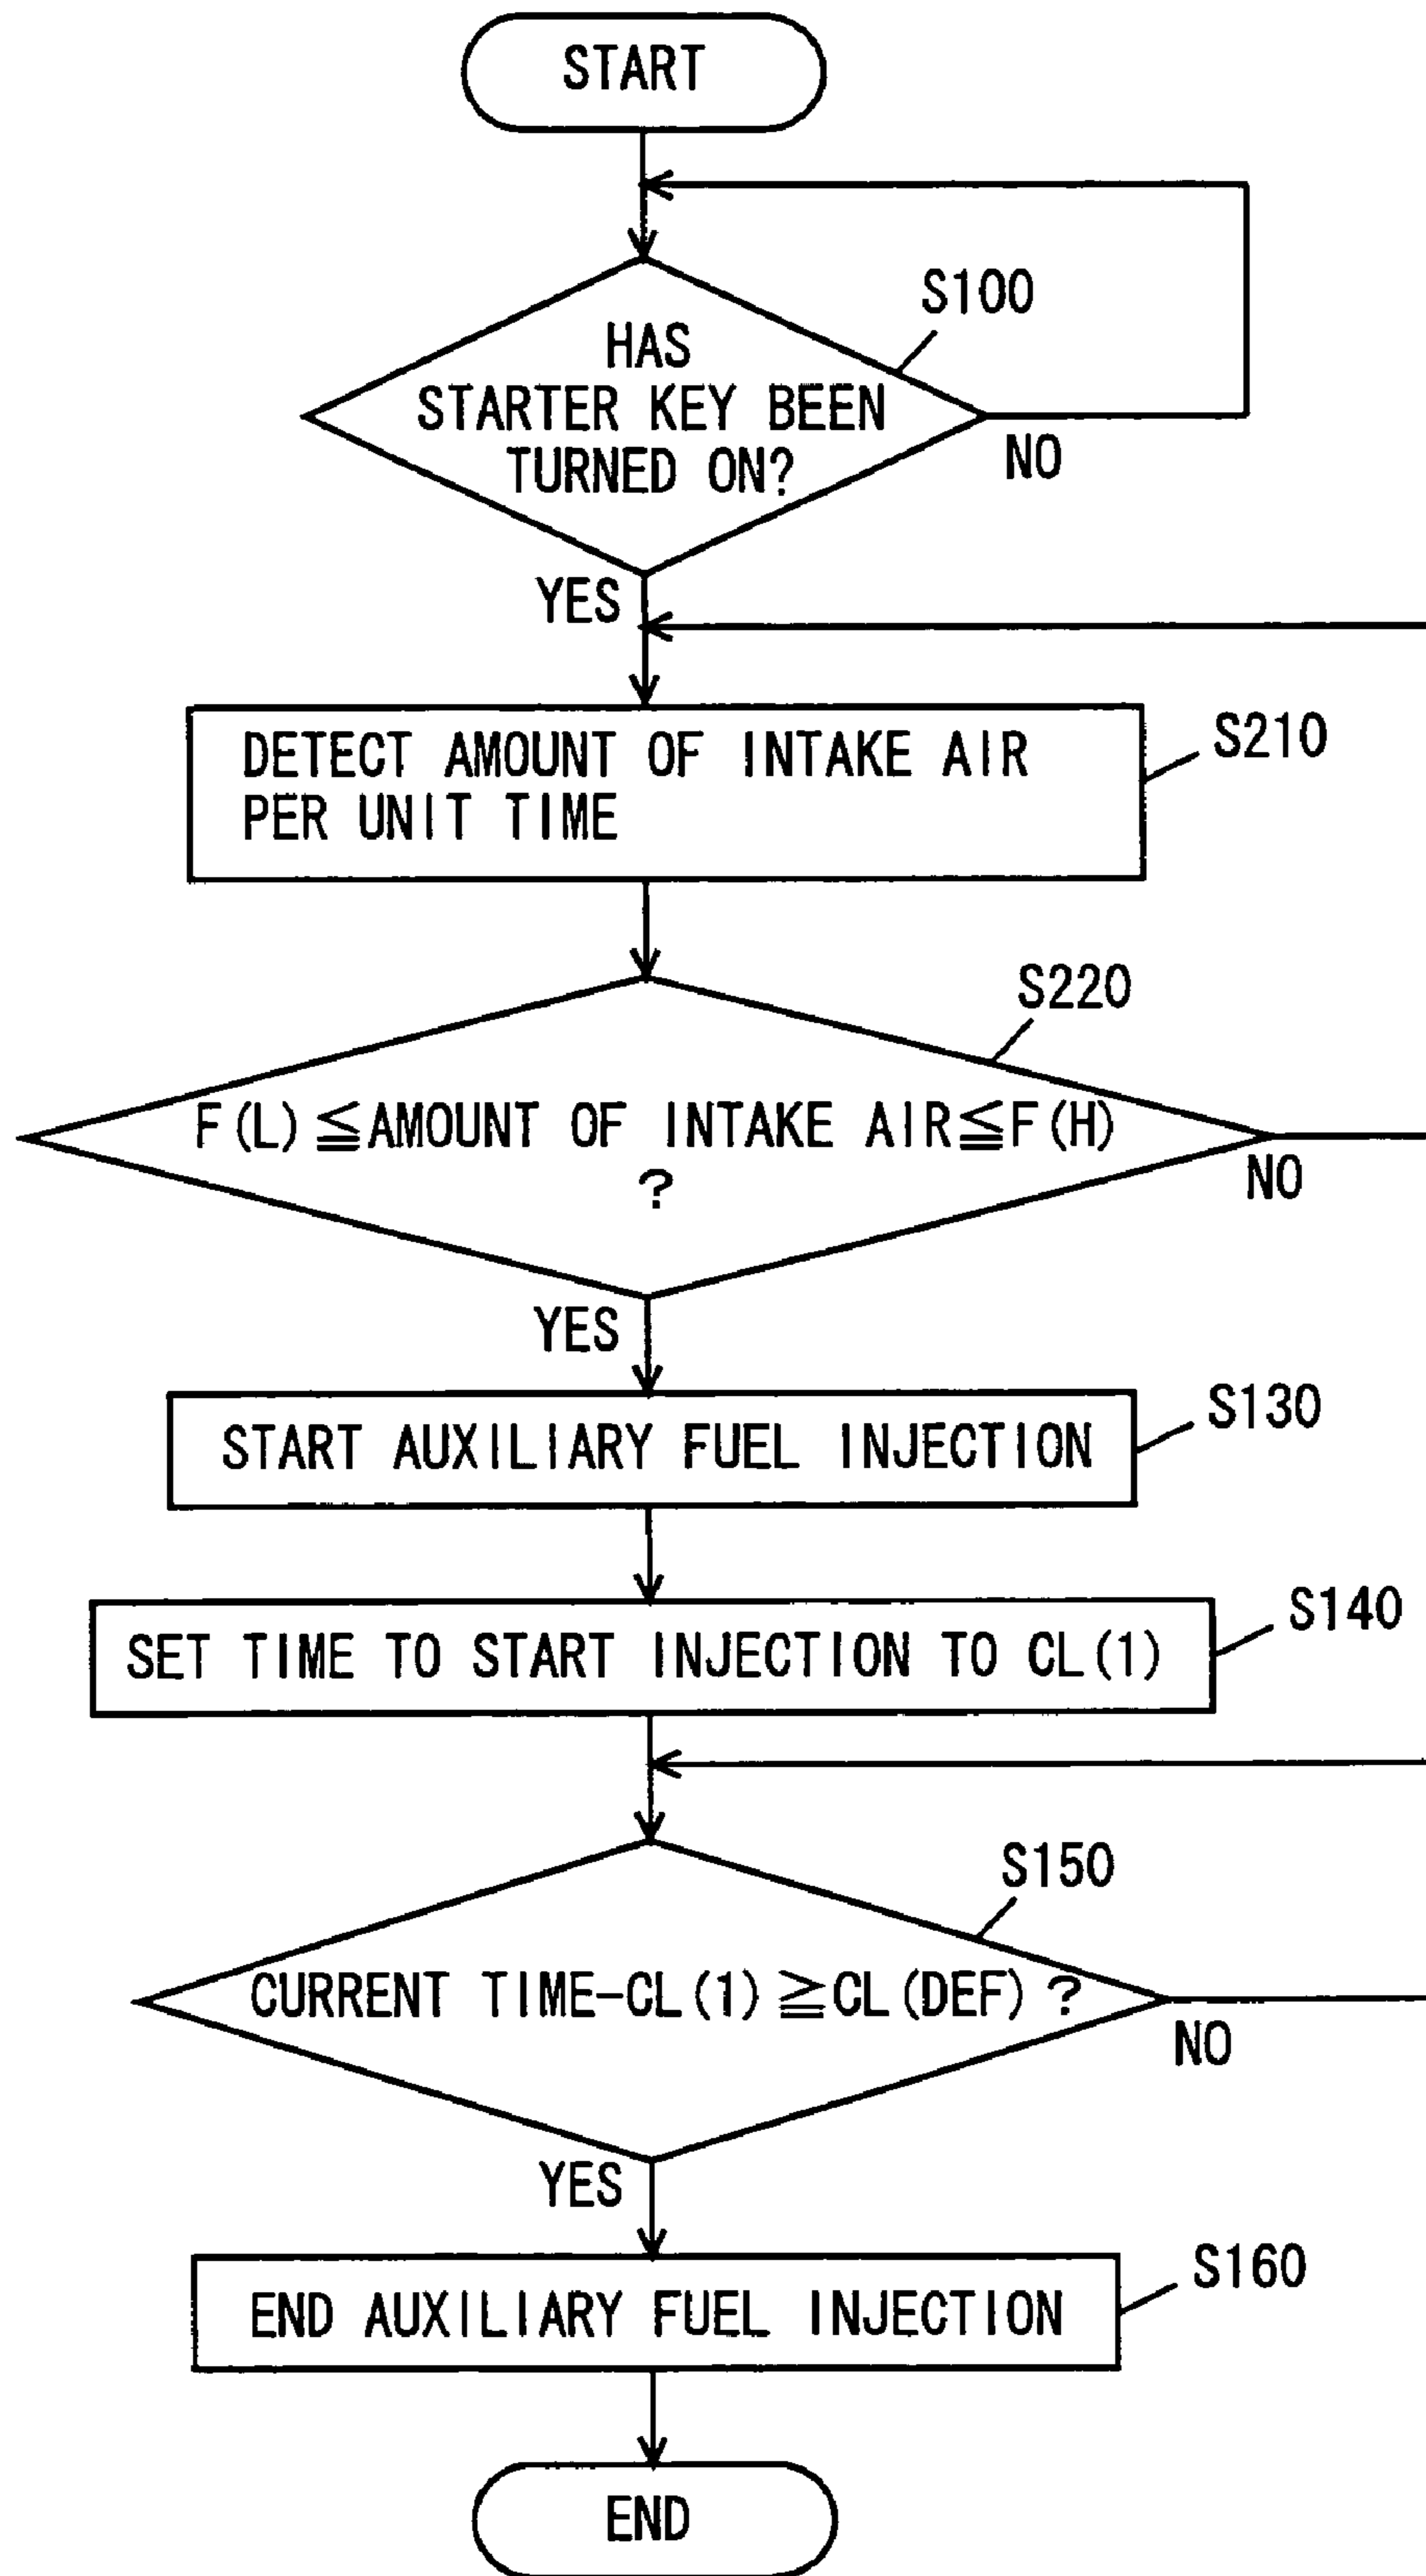 START
S100
HAS
STARTER KEY BEEN
TURNED ON?
NO
YES
S210
DETECT AMOUNT OF INTAKE AIR
PER UNIT TIME
S220
F(L)≦AMOUNT OF INTAKE AIR≦F(H)
?
NO
YES
S130
START AUXILIARY FUEL INJECTION
S140
SET TIME TO START INJECTION TO CL(1)
S150
CURRENT TIME-CL(1)≧CL(DEF)?
NO
YES
S160
END AUXILIARY FUEL INJECTION
END